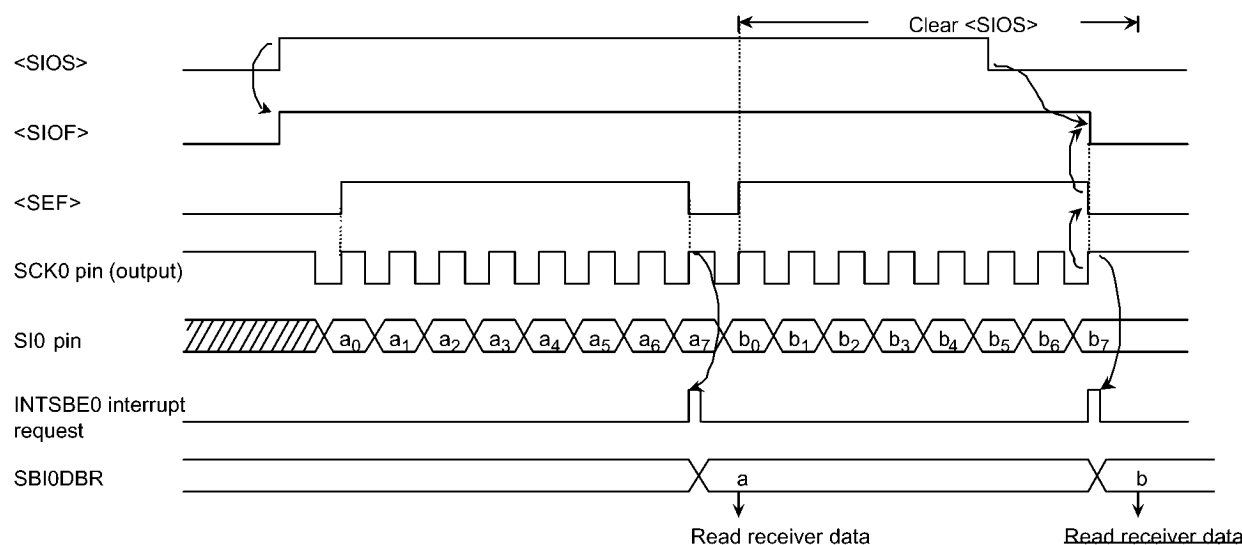 Clear <SIOS>
<SIOS>
<SIOF>
<SEF>
SCK0 pin (output)
SI0 pin
a0 a1 a2 a3 a4 a5 a6 a7 b0 b1 b2 b3 b4 b5 b6 b7
INTSBE0 interrupt
request
SBI0DBR
a b
Read receiver data Read receiver data